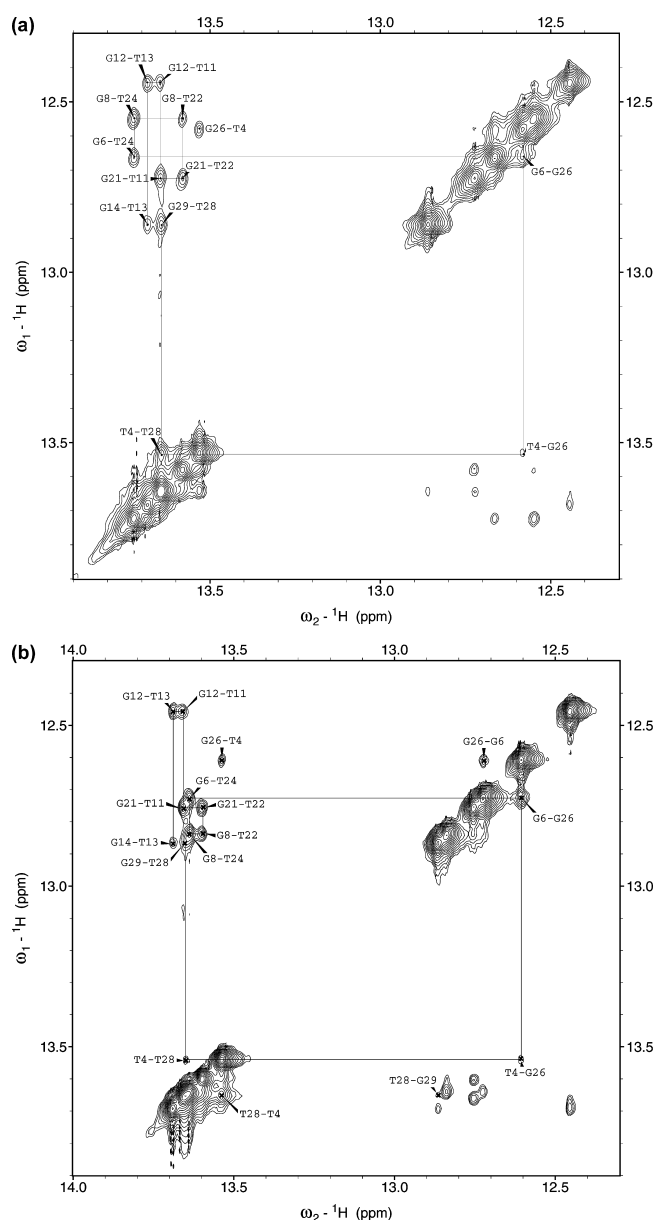 (a)
13.5 13.0 12.5
G12-T13 G12-T11
G8-T24 G8-T22
G26-T4
G6-T24
G21-T22
G21-T11
G14-T13 G29-T28
G6-G26
T4-T28
T4-G26
12.5 12.5
13.0 13.0
13.5 13.5
ω1 - 1H (ppm)
13.5 13.0 12.5
ω2 - 1H (ppm)
(b)
14.0 13.5 13.0 12.5
G12-T13 G12-T11
G26-T4 G26-G6
G6-T24
G21-T11 G21-T22
G6-G26
G14-T13 G8-T22
G29-T28 G8-T24
T4-T28 T4-G26
T28-G29
T28-T4
12.5 12.5
13.0 13.0
13.5 13.5
ω1 - 1H (ppm)
14.0 13.5 13.0 12.5
ω2 - 1H (ppm)